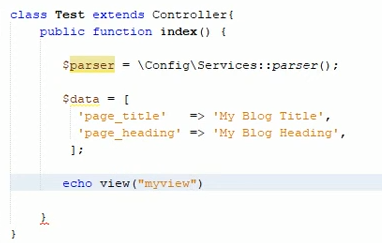 class Test extends Controller{
public function index() {
$parser = \Config\Services::parser();
$data = [
'page_title' => 'My Blog Title',
'page_heading' => 'My Blog Heading',
];
echo view("myview")
}
}